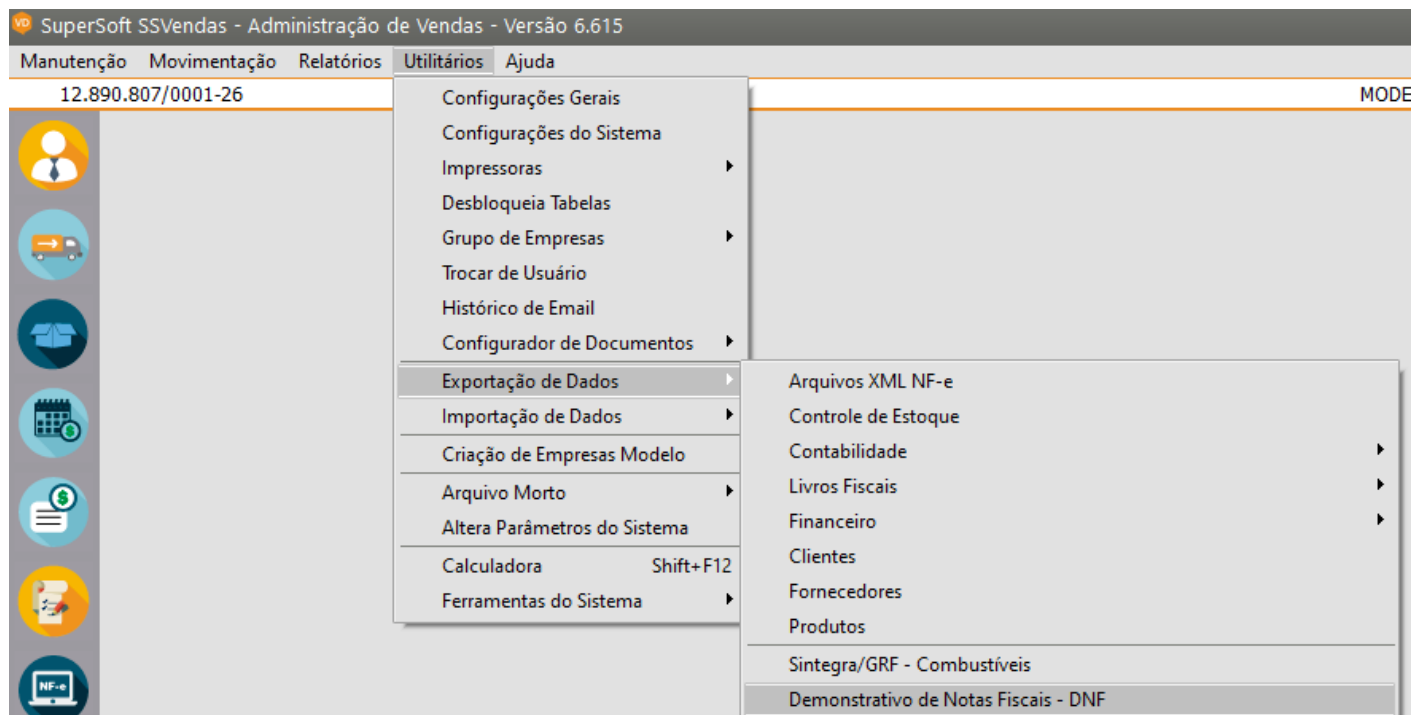 VD SuperSoft SSVendas - Administração de Vendas - Versão 6.615
Manutenção Movimentação Relatórios Utilitários Ajuda
12.890.807/0001-26 MODE
Configurações Gerais
Configurações do Sistema
Impressoras
Desbloqueia Tabelas
Grupo de Empresas
Trocar de Usuário
Histórico de Email
Configurador de Documentos
Exportação de Dados
Importação de Dados
Criação de Empresas Modelo
Arquivo Morto
Altera Parâmetros do Sistema
Calculadora Shift+F12
Ferramentas do Sistema
Arquivos XML NF-e
Controle de Estoque
Contabilidade
Livros Fiscais
Financeiro
Clientes
Fornecedores
Produtos
Sintegra/GRF - Combustíveis
Demonstrativo de Notas Fiscais - DNF
NF-e